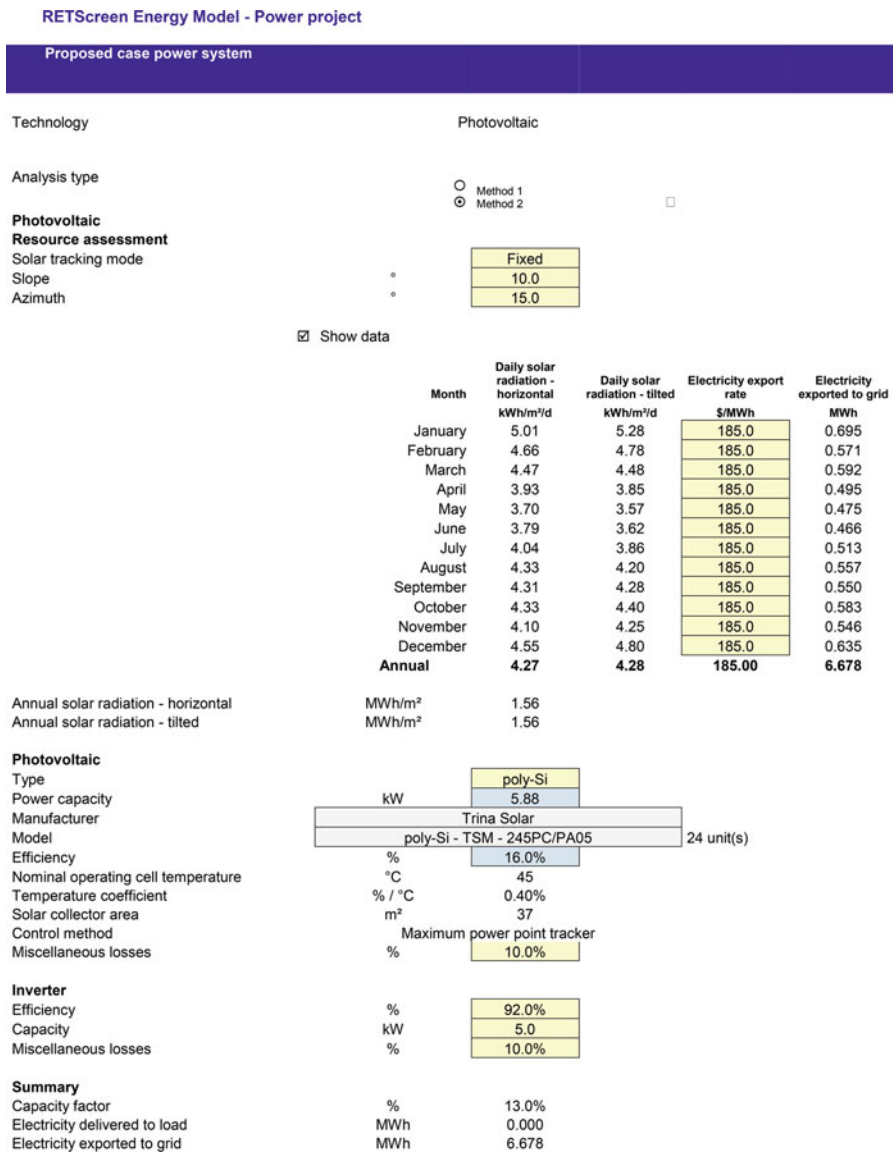 RETScreen Energy Model - Power project
Proposed case power system
Technology Photovoltaic
Analysis type
Method 1
Method 2
Photovoltaic
Resource assessment
Solar tracking mode Fixed
Slope ° 10.0
Azimuth ° 15.0
Show data
Month Daily solar radiation - horizontal Daily solar radiation - tilted Electricity export rate Electricity exported to grid
kWh/m²/d kWh/m²/d $/MWh MWh
January 5.01 5.28 185.0 0.695
February 4.66 4.78 185.0 0.571
March 4.47 4.48 185.0 0.592
April 3.93 3.85 185.0 0.495
May 3.70 3.57 185.0 0.475
June 3.79 3.62 185.0 0.466
July 4.04 3.86 185.0 0.513
August 4.33 4.20 185.0 0.557
September 4.31 4.28 185.0 0.550
October 4.33 4.40 185.0 0.583
November 4.10 4.25 185.0 0.546
December 4.55 4.80 185.0 0.635
Annual 4.27 4.28 185.00 6.678
Annual solar radiation - horizontal MWh/m² 1.56
Annual solar radiation - tilted MWh/m² 1.56
Photovoltaic
Type poly-Si
Power capacity kW 5.88
Manufacturer Trina Solar
Model poly-Si - TSM - 245PC/PA05 24 unit(s)
Efficiency % 16.0%
Nominal operating cell temperature °C 45
Temperature coefficient % / °C 0.40%
Solar collector area m² 37
Control method Maximum power point tracker
Miscellaneous losses % 10.0%
Inverter
Efficiency % 92.0%
Capacity kW 5.0
Miscellaneous losses % 10.0%
Summary
Capacity factor % 13.0%
Electricity delivered to load MWh 0.000
Electricity exported to grid MWh 6.678